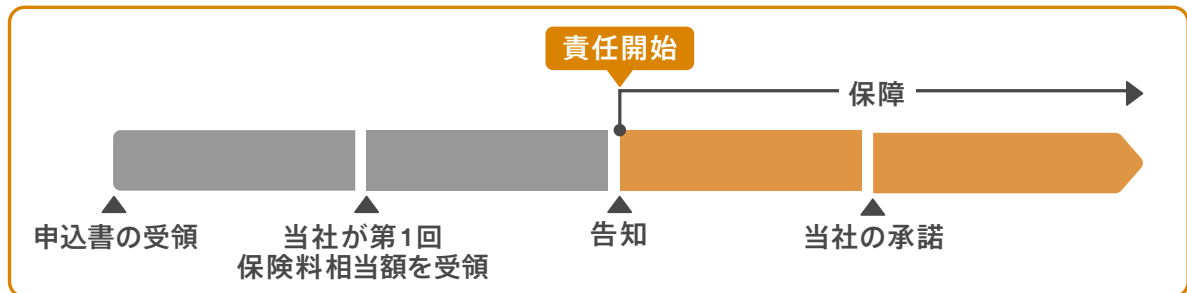 責任開始
保障
申込書の受領
当社が第1回
保険料相当額を受領
告知
当社の承諾